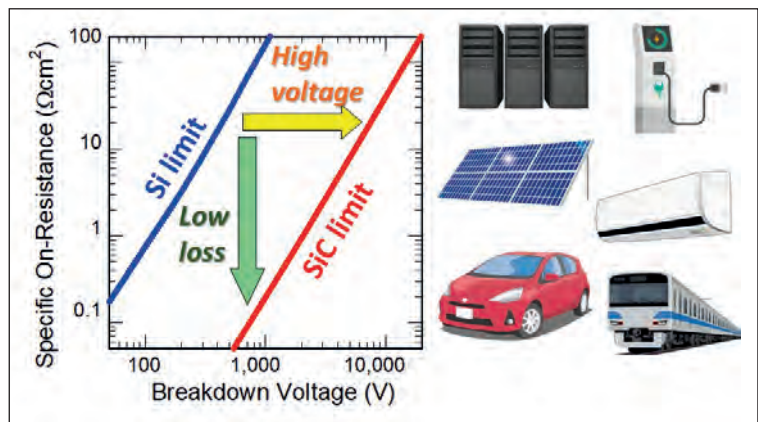 Specific On-Resistance (Ωcm²)
100
10
1
0.1
Si limit
High
voltage
Low
loss
SiC limit
100
1,000
10,000
Breakdown Voltage (V)